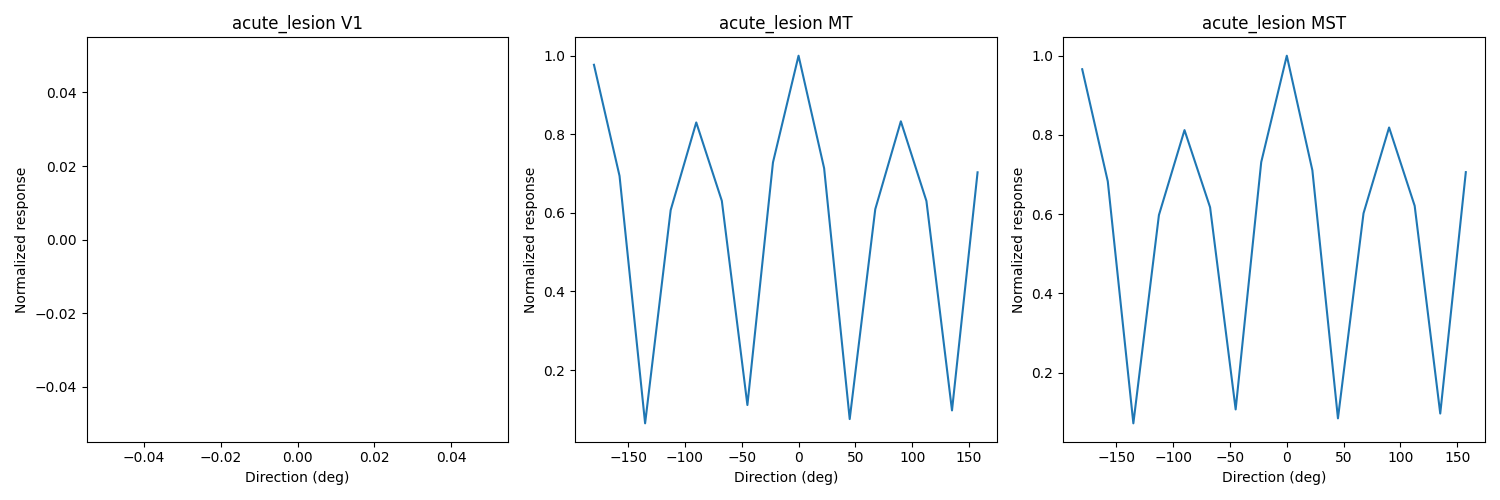 acute_lesion V1
Normalized response
0.04
0.02
0.00
−0.02
−0.04
−0.04 −0.02 0.00 0.02 0.04
Direction (deg)
acute_lesion MT
Normalized response
1.0
0.8
0.6
0.4
0.2
−150 −100 −50 0 50 100 150
Direction (deg)
acute_lesion MST
Normalized response
1.0
0.8
0.6
0.4
0.2
−150 −100 −50 0 50 100 150
Direction (deg)